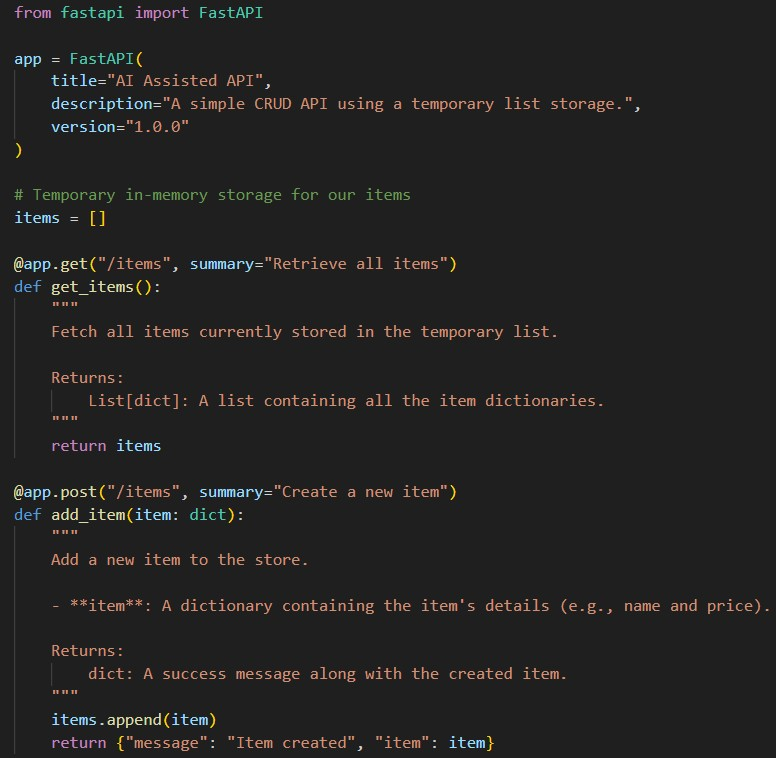 from fastapi import FastAPI

app = FastAPI(
    title="AI Assisted API",
    description="A simple CRUD API using a temporary list storage.",
    version="1.0.0"
)

# Temporary in-memory storage for our items
items = []

@app.get("/items", summary="Retrieve all items")
def get_items():
    """
    Fetch all items currently stored in the temporary list.

    Returns:
        List[dict]: A list containing all the item dictionaries.
    """
    return items

@app.post("/items", summary="Create a new item")
def add_item(item: dict):
    """
    Add a new item to the store.

    - **item**: A dictionary containing the item's details (e.g., name and price).

    Returns:
        dict: A success message along with the created item.
    """
    items.append(item)
    return {"message": "Item created", "item": item}